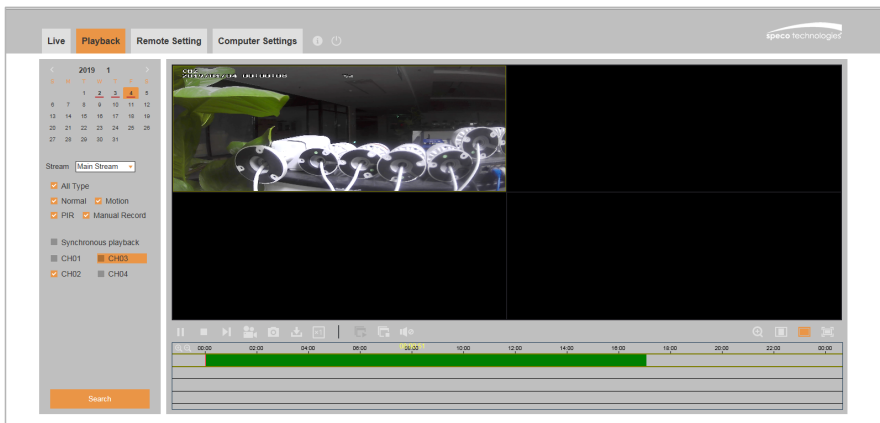 Live Playback Remote Setting Computer Settings
speco technologies
2019 1
S M T W T F S
1 2 3 4 5
6 7 8 9 10 11 12
13 14 15 16 17 18 19
20 21 22 23 24 25 26
27 28 29 30 31
Stream Main Stream
All Type
Normal Motion
PIR Manual Record
Synchronous playback
CH01 CH03
CH02 CH04
Search
00:00 02:00 04:00 06:00 08:00 10:00 12:00 14:00 16:00 18:00 20:00 22:00 00:00